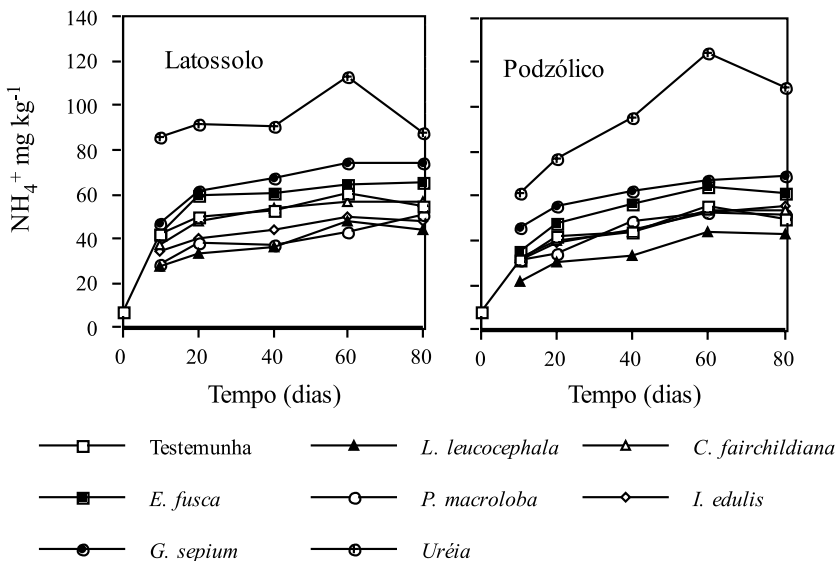 NH₄⁺ mg kg⁻¹
140
120
100
80
60
40
20
0
Latossolo
Podzólico
0 20 40 60 80
0 20 40 60 80
Tempo (dias)
Tempo (dias)
Testemunha
L. leucocephala
C. fairchildiana
E. fusca
P. macroloba
I. edulis
G. sepium
Uréia